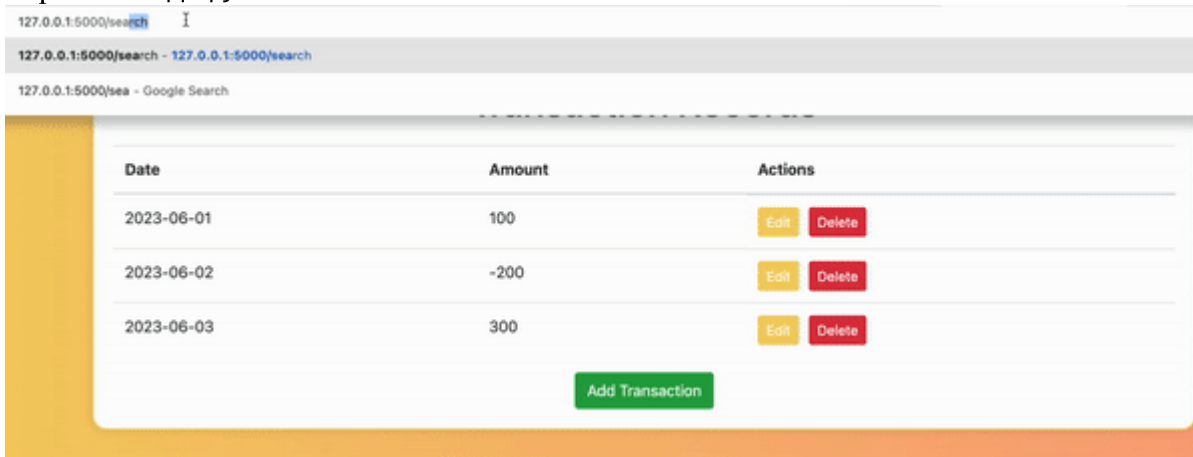 127.0.0.1:5000/search
127.0.0.1:5000/search - 127.0.0.1:5000/search
127.0.0.1:5000/sea - Google Search
Date Amount Actions
2023-06-01 100 Edit Delete
2023-06-02 -200 Edit Delete
2023-06-03 300 Edit Delete
Add Transaction